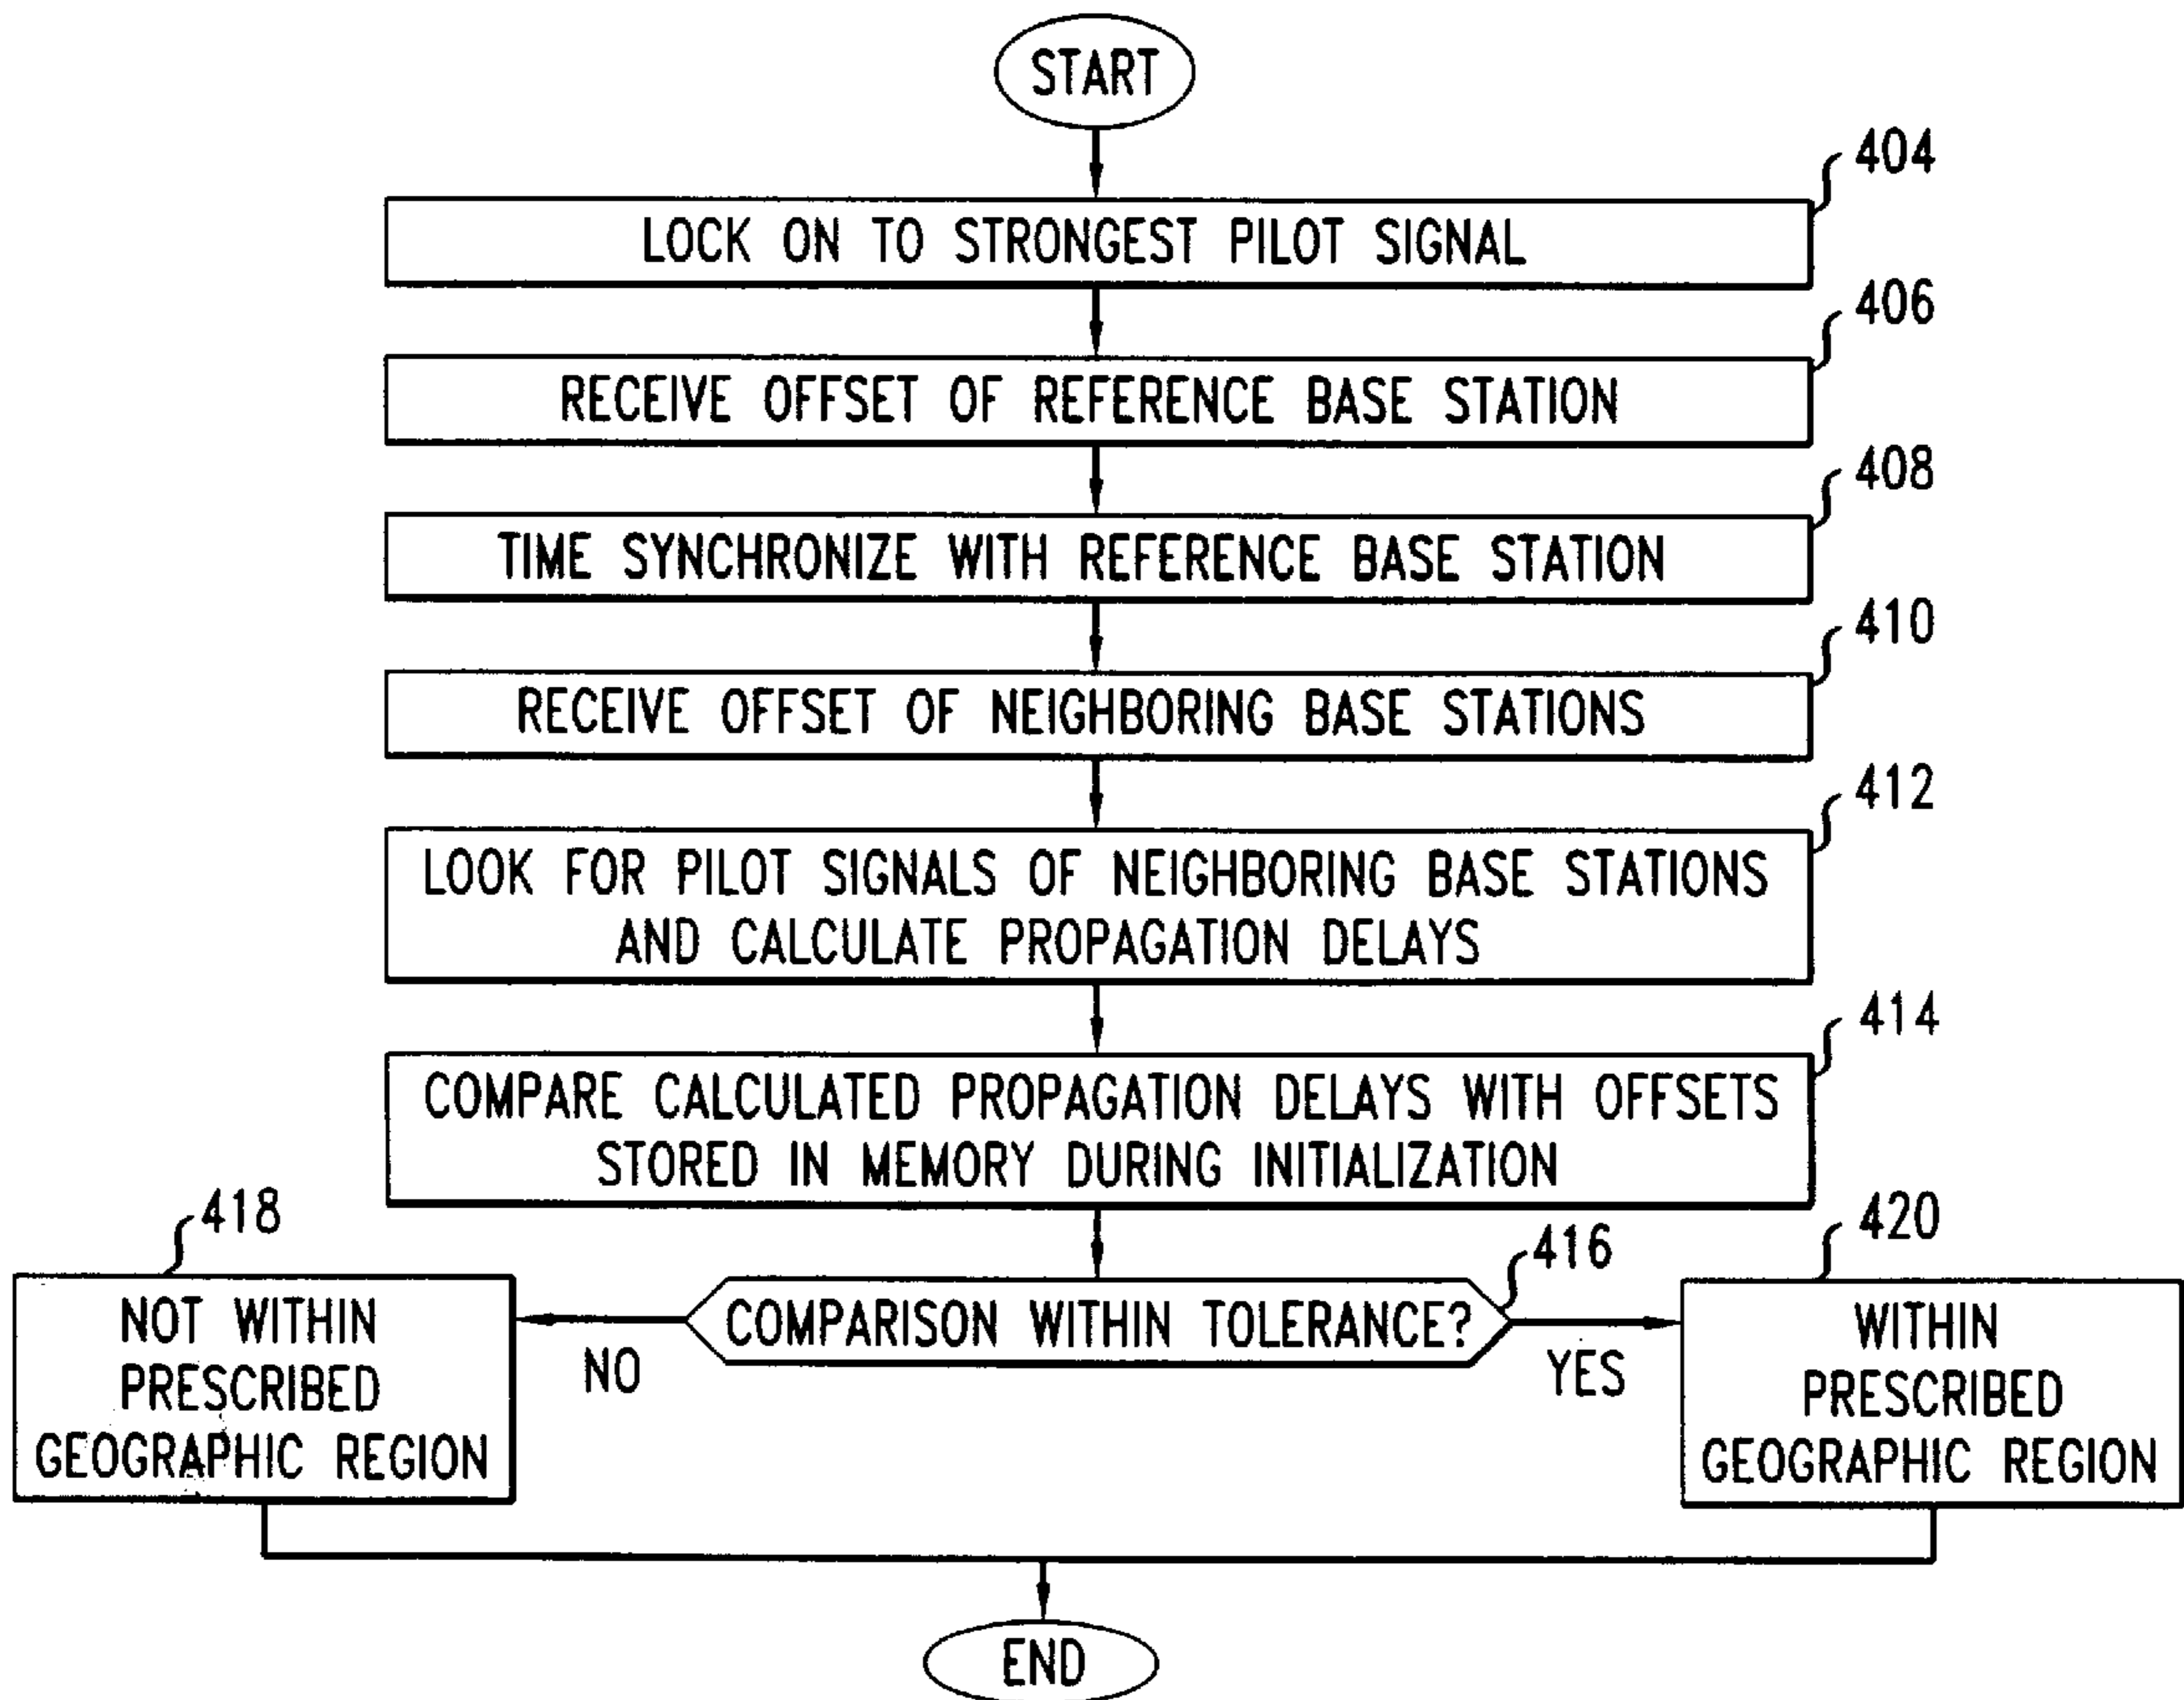 START
404
LOCK ON TO STRONGEST PILOT SIGNAL
406
RECEIVE OFFSET OF REFERENCE BASE STATION
408
TIME SYNCHRONIZE WITH REFERENCE BASE STATION
410
RECEIVE OFFSET OF NEIGHBORING BASE STATIONS
412
LOOK FOR PILOT SIGNALS OF NEIGHBORING BASE STATIONS
AND CALCULATE PROPAGATION DELAYS
414
COMPARE CALCULATED PROPAGATION DELAYS WITH OFFSETS
STORED IN MEMORY DURING INITIALIZATION
416
COMPARISON WITHIN TOLERANCE?
NO
YES
418
NOT WITHIN
PRESCRIBED
GEOGRAPHIC REGION
420
WITHIN
PRESCRIBED
GEOGRAPHIC REGION
END